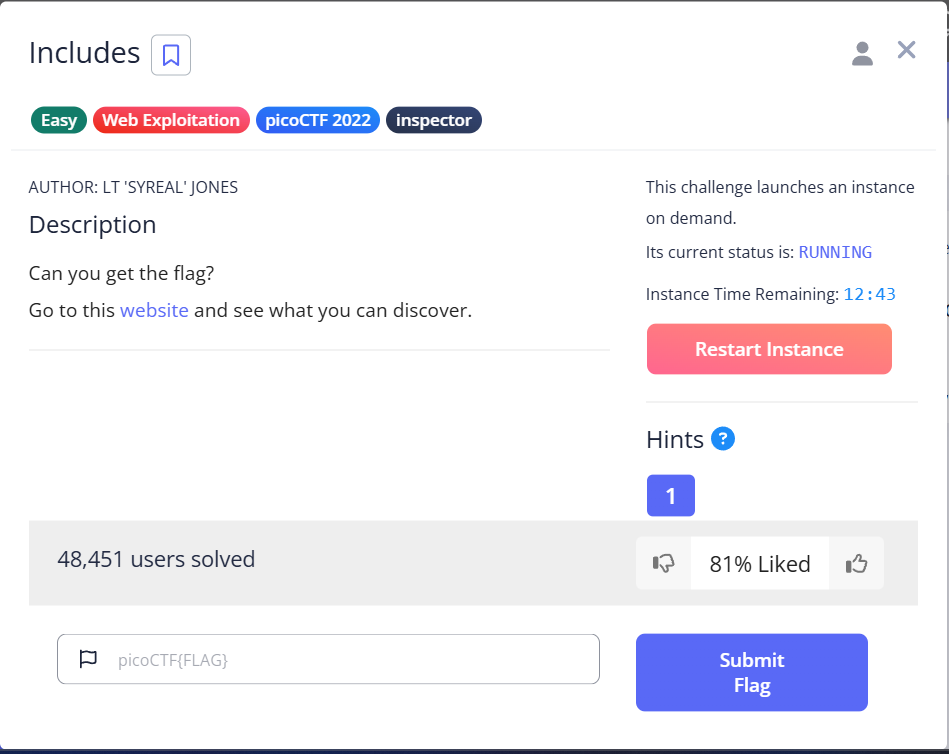 Includes
Easy Web Exploitation picoCTF 2022 inspector
AUTHOR: LT 'SYREAL' JONES
Description
Can you get the flag?
Go to this website and see what you can discover.
This challenge launches an instance
on demand.
Its current status is: RUNNING
Instance Time Remaining: 12:43
Restart Instance
Hints ?
1
48,451 users solved
81% Liked
picoCTF{FLAG}
Submit
Flag